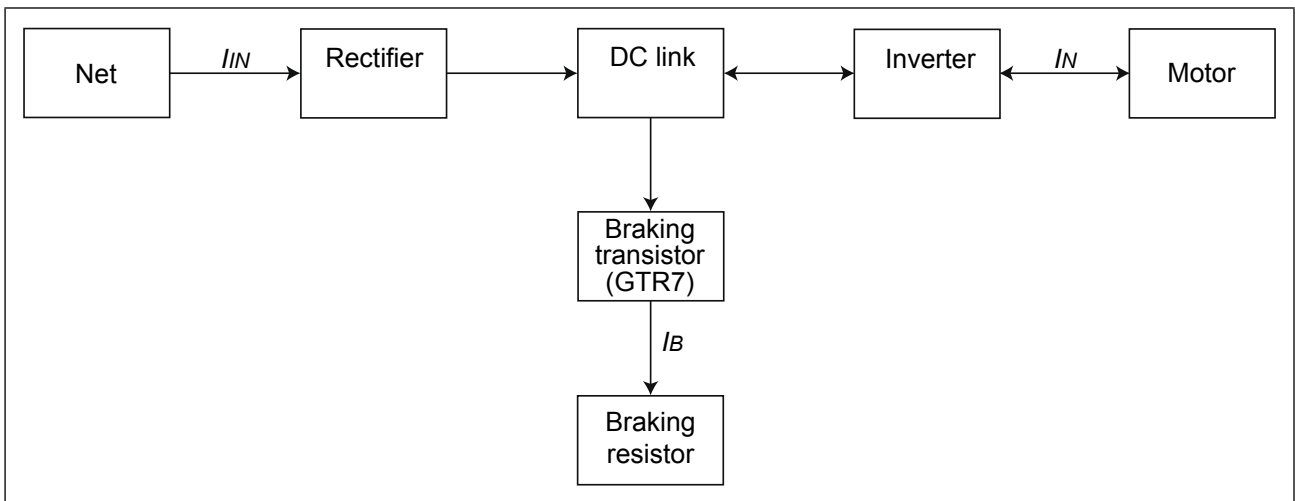 Net
IIN
Rectifier
DC link
Inverter
IN
Motor
Braking
transistor
(GTR7)
IB
Braking
resistor